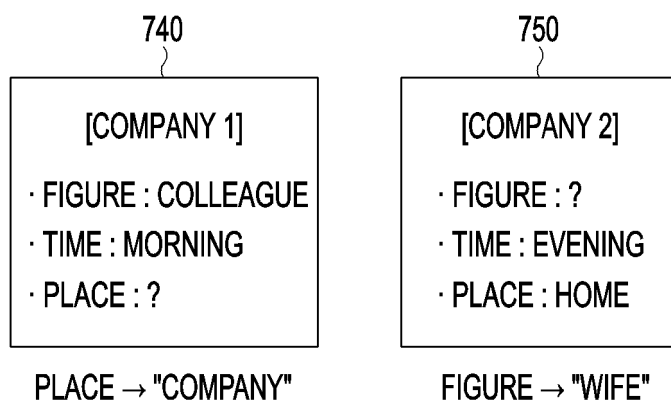 740
[COMPANY 1]
· FIGURE : COLLEAGUE
· TIME : MORNING
· PLACE : ?
PLACE → "COMPANY"
750
[COMPANY 2]
· FIGURE : ?
· TIME : EVENING
· PLACE : HOME
FIGURE → "WIFE"